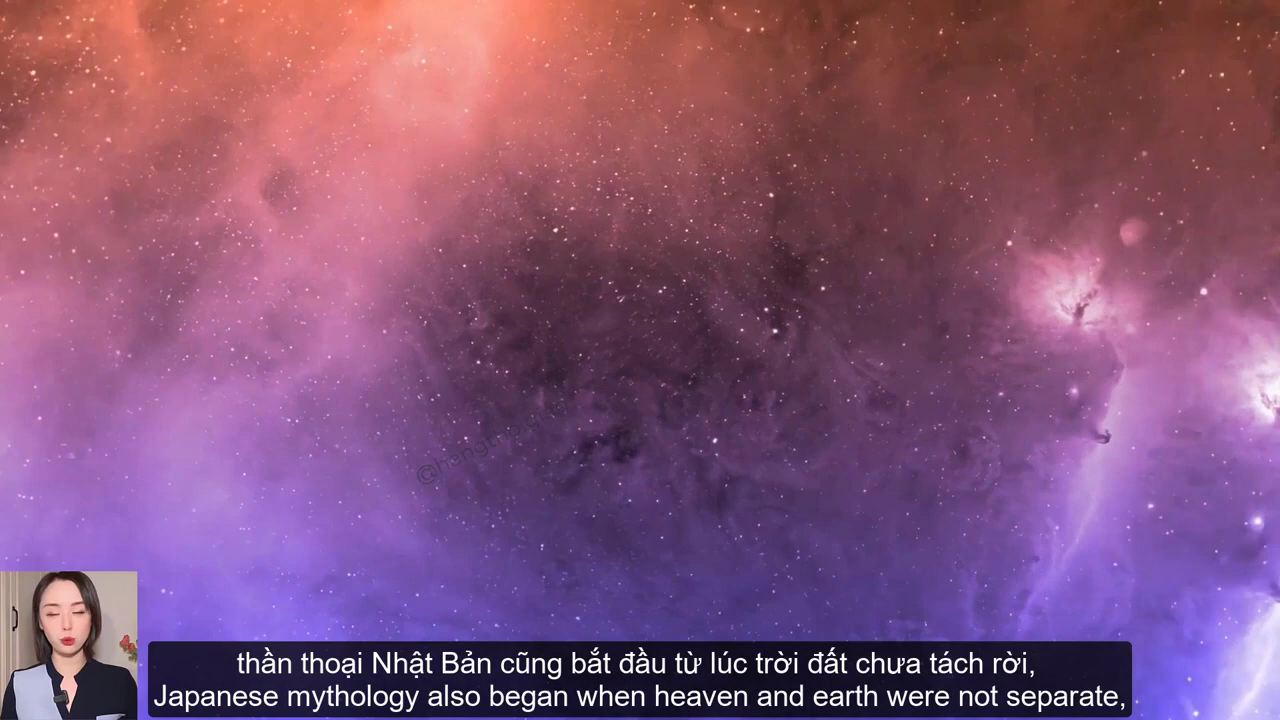 thần thoại Nhật Bản cũng bắt đầu từ lúc trời đất chưa tách rời,
Japanese mythology also began when heaven and earth were not separate,